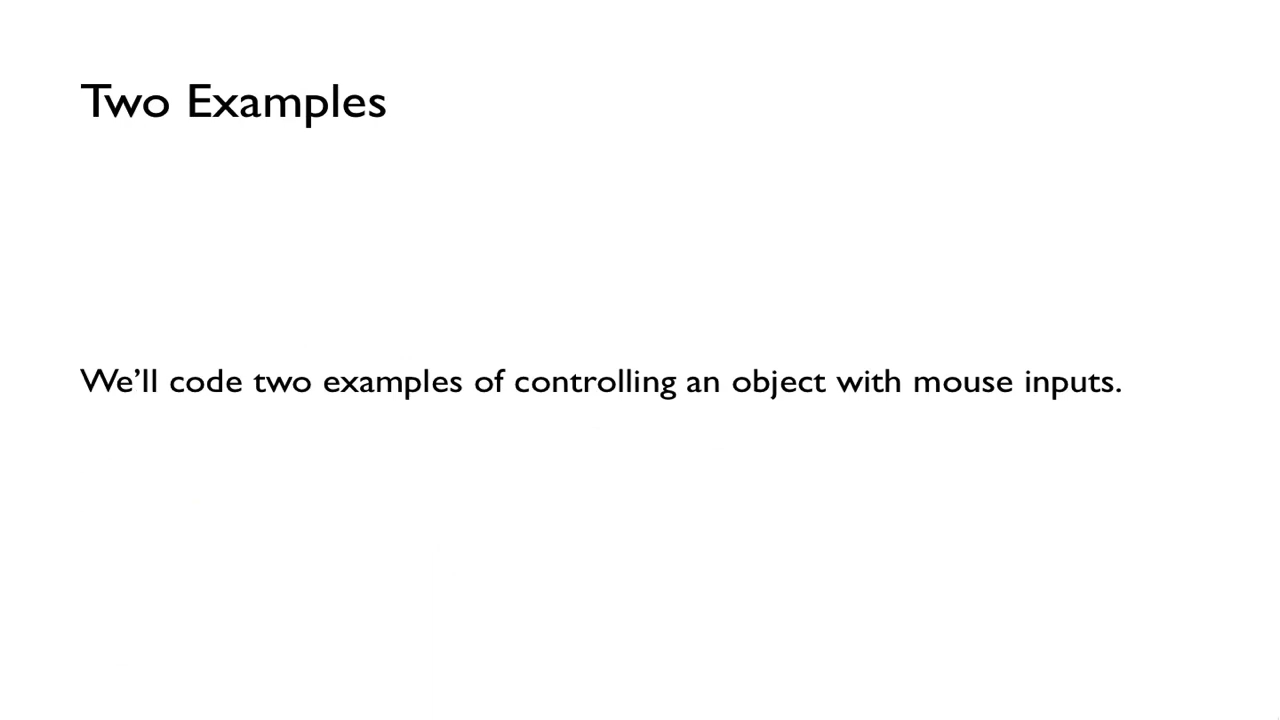 Two Examples
We’ll code two examples of controlling an object with mouse inputs.